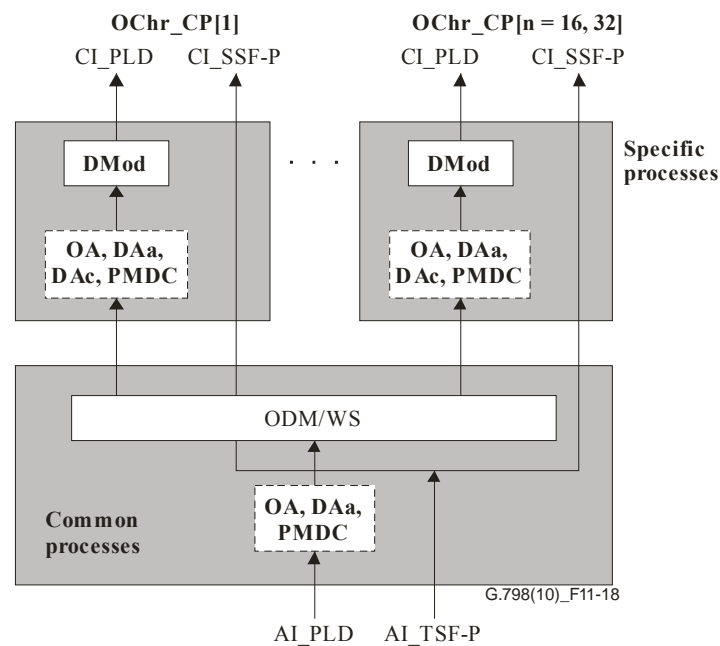 OChr_CP[1]
OChr_CP[n = 16, 32]
CI_PLD
CI_SSF-P
CI_PLD
CI_SSF-P
DMod
. . .
DMod
Specific
processes
OA, DAa,
DAc, PMDC
OA, DAa,
DAc, PMDC
ODM/WS
OA, DAa,
PMDC
Common
processes
G.798(10)_F11-18
AI_PLD
AI_TSF-P